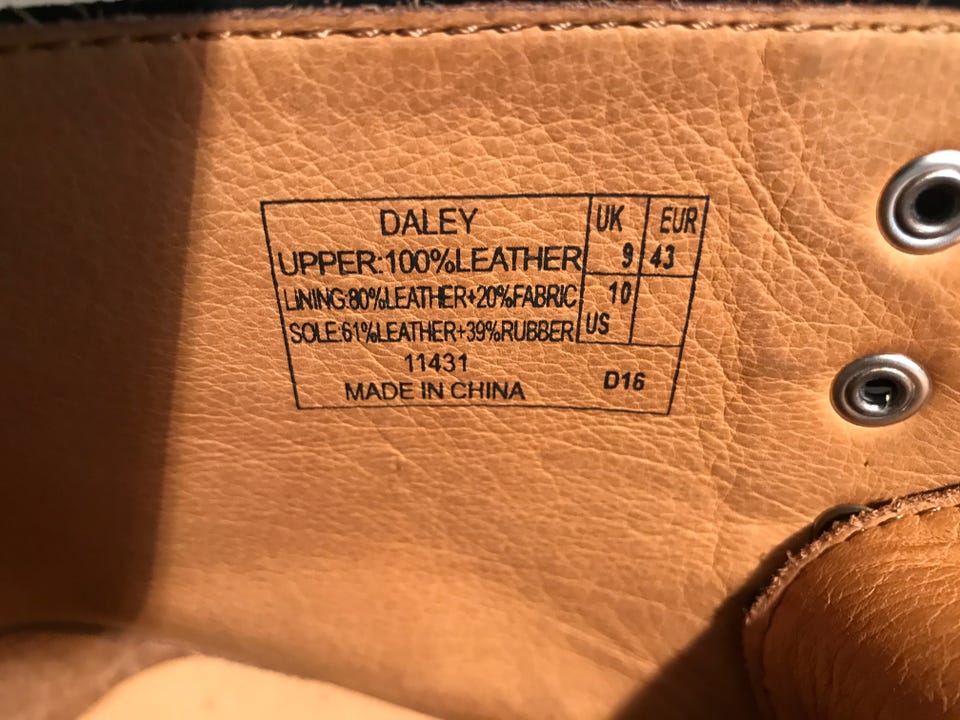 DALEY UK EUR
UPPER:100%LEATHER 9 43
LINING:80%LEATHER+20%FABRIC 10
SOLE:61%LEATHER+39%RUBBER US
11431
MADE IN CHINA D16